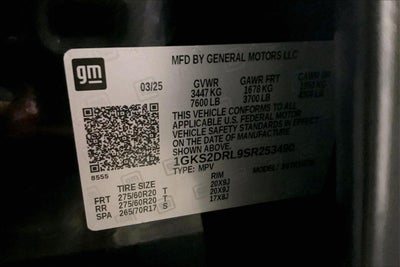 gm
MFD BY GENERAL MOTORS LLC
03/25 GVWR GAWR FRT GAWR RR
3447 KG 1678 KG
7600 LB 3700 LB
THIS VEHICLE CONFORMS TO ALL
APPLICABLE U.S. FEDERAL MOTOR
VEHICLE SAFETY STANDARDS IN EFFECT
ON THE DATE OF MANUFACTURE
SHOWN ABOVE.
1GKS2DRL9SR253490
TYPE: MPV
TIRE SIZE RIM
FRT 275/60R20 T 20X9J
RR 275/60R20 T 20X9J
SPA 265/70R17 S 17X8J